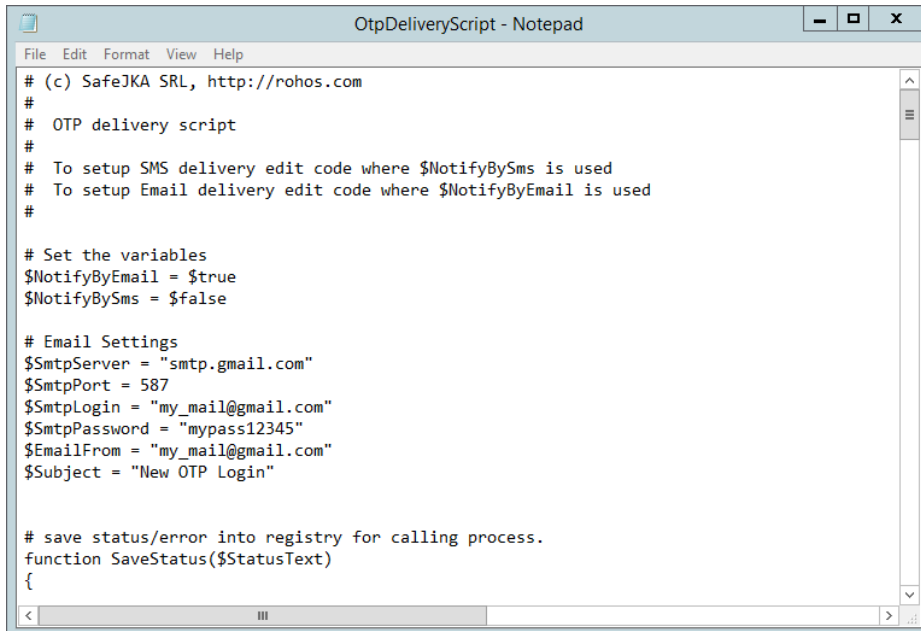 OtpDeliveryScript - Notepad
File Edit Format View Help
# (c) SafeJKA SRL, http://rohos.com
#
#  OTP delivery script
#
#  To setup SMS delivery edit code where $NotifyBySms is used
#  To setup Email delivery edit code where $NotifyByEmail is used
#
# Set the variables
$NotifyByEmail = $true
$NotifyBySms = $false
# Email Settings
$SmtpServer = "smtp.gmail.com"
$SmtpPort = 587
$SmtpLogin = "my_mail@gmail.com"
$SmtpPassword = "mypass12345"
$EmailFrom = "my_mail@gmail.com"
$Subject = "New OTP Login"
# save status/error into registry for calling process.
function SaveStatus($StatusText)
{